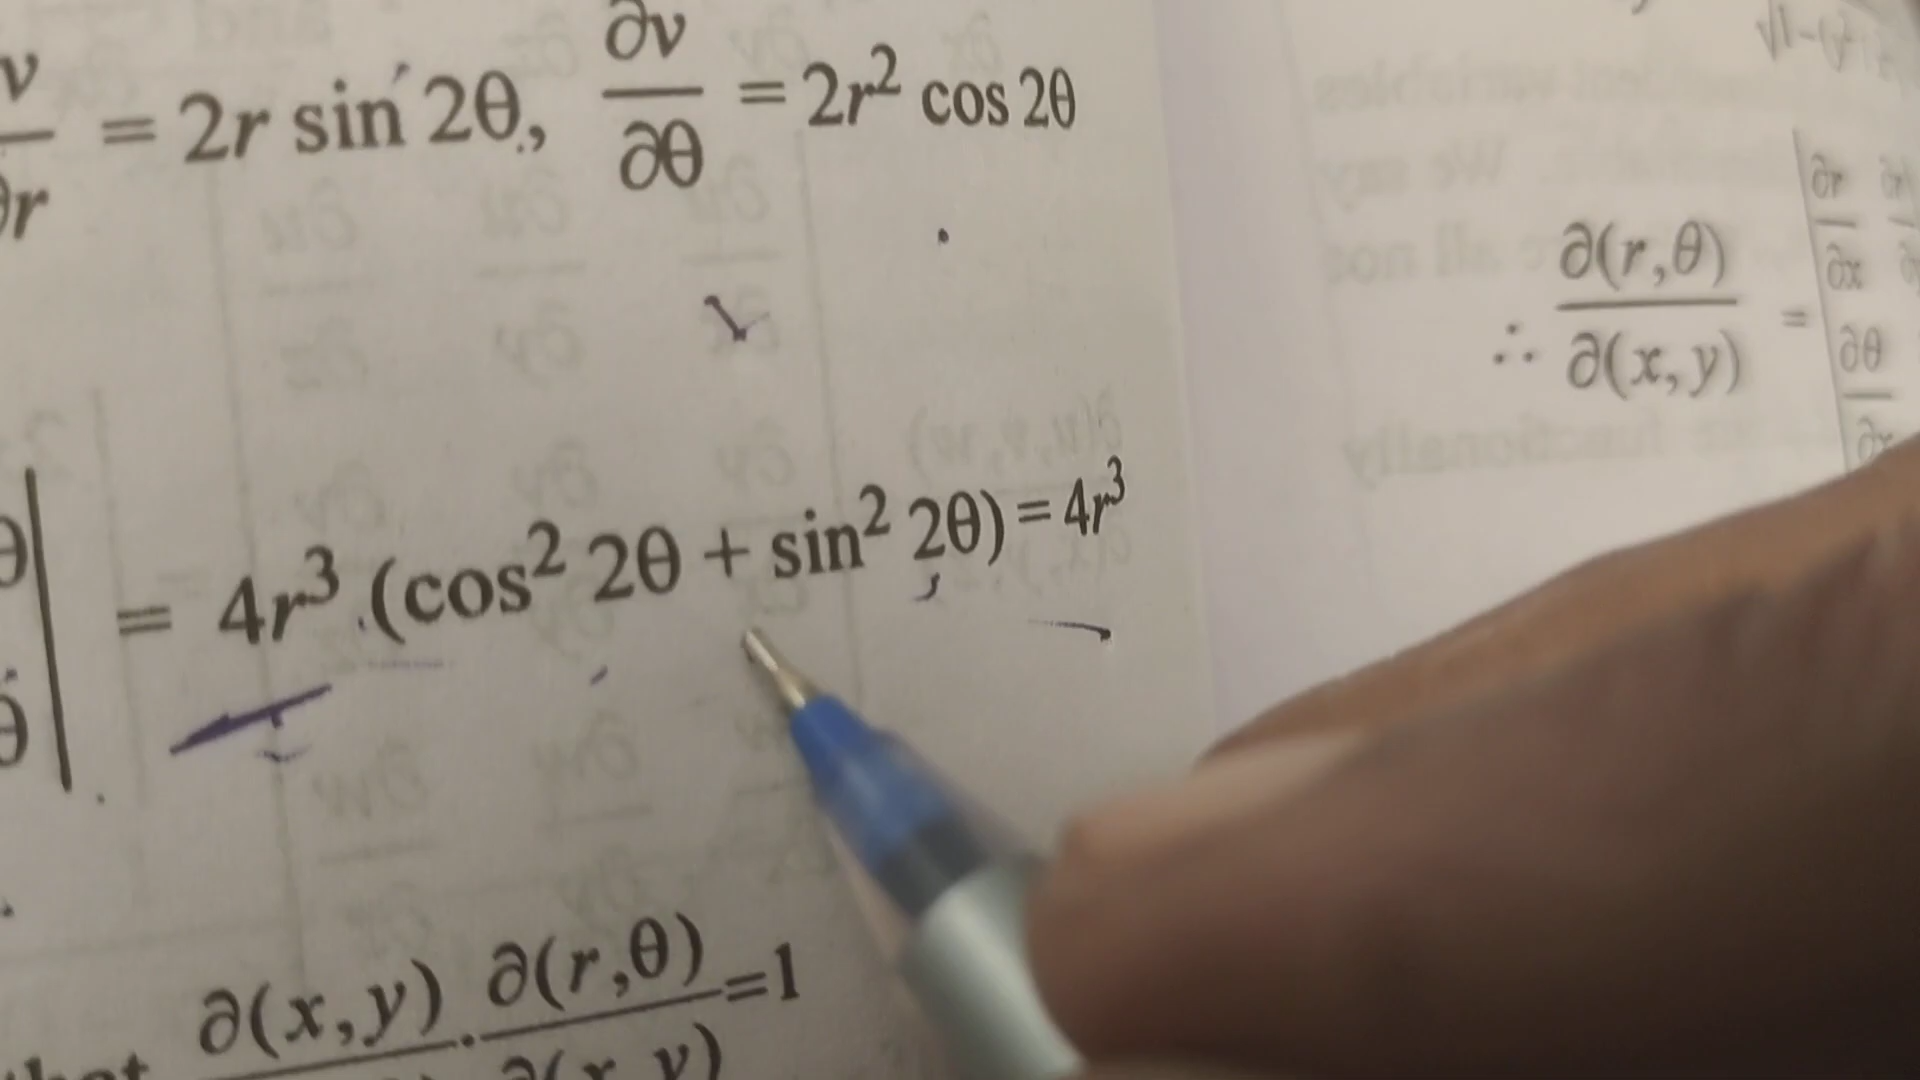 ∂v/∂r = 2r sin 2θ, ∂v/∂θ = 2r² cos 2θ
= 4r³ (cos² 2θ + sin² 2θ) = 4r³
∂(x, y) . ∂(r,θ) =1
∴ ∂(r,θ)/∂(x, y) = | ∂r/∂x
∂θ